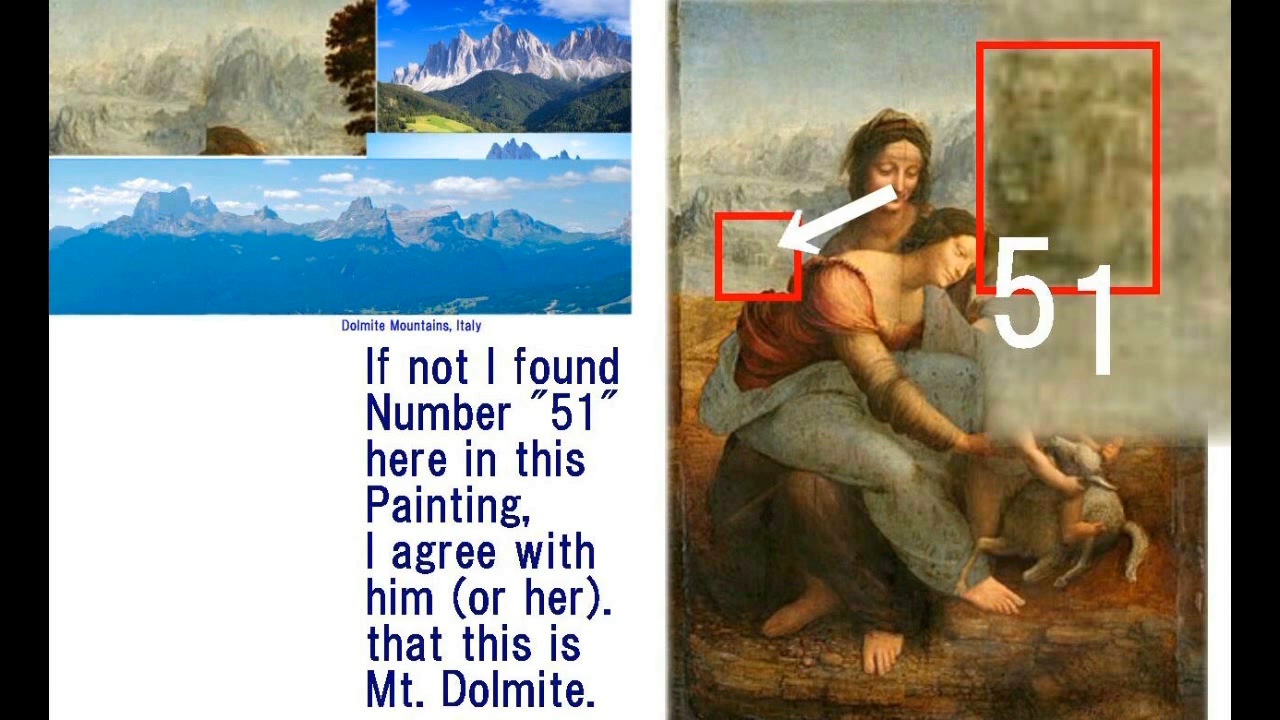 Dolmite Mountains, Italy
If not I found
Number "51"
here in this
Painting,
I agree with
him (or her).
that this is
Mt. Dolmite.
51